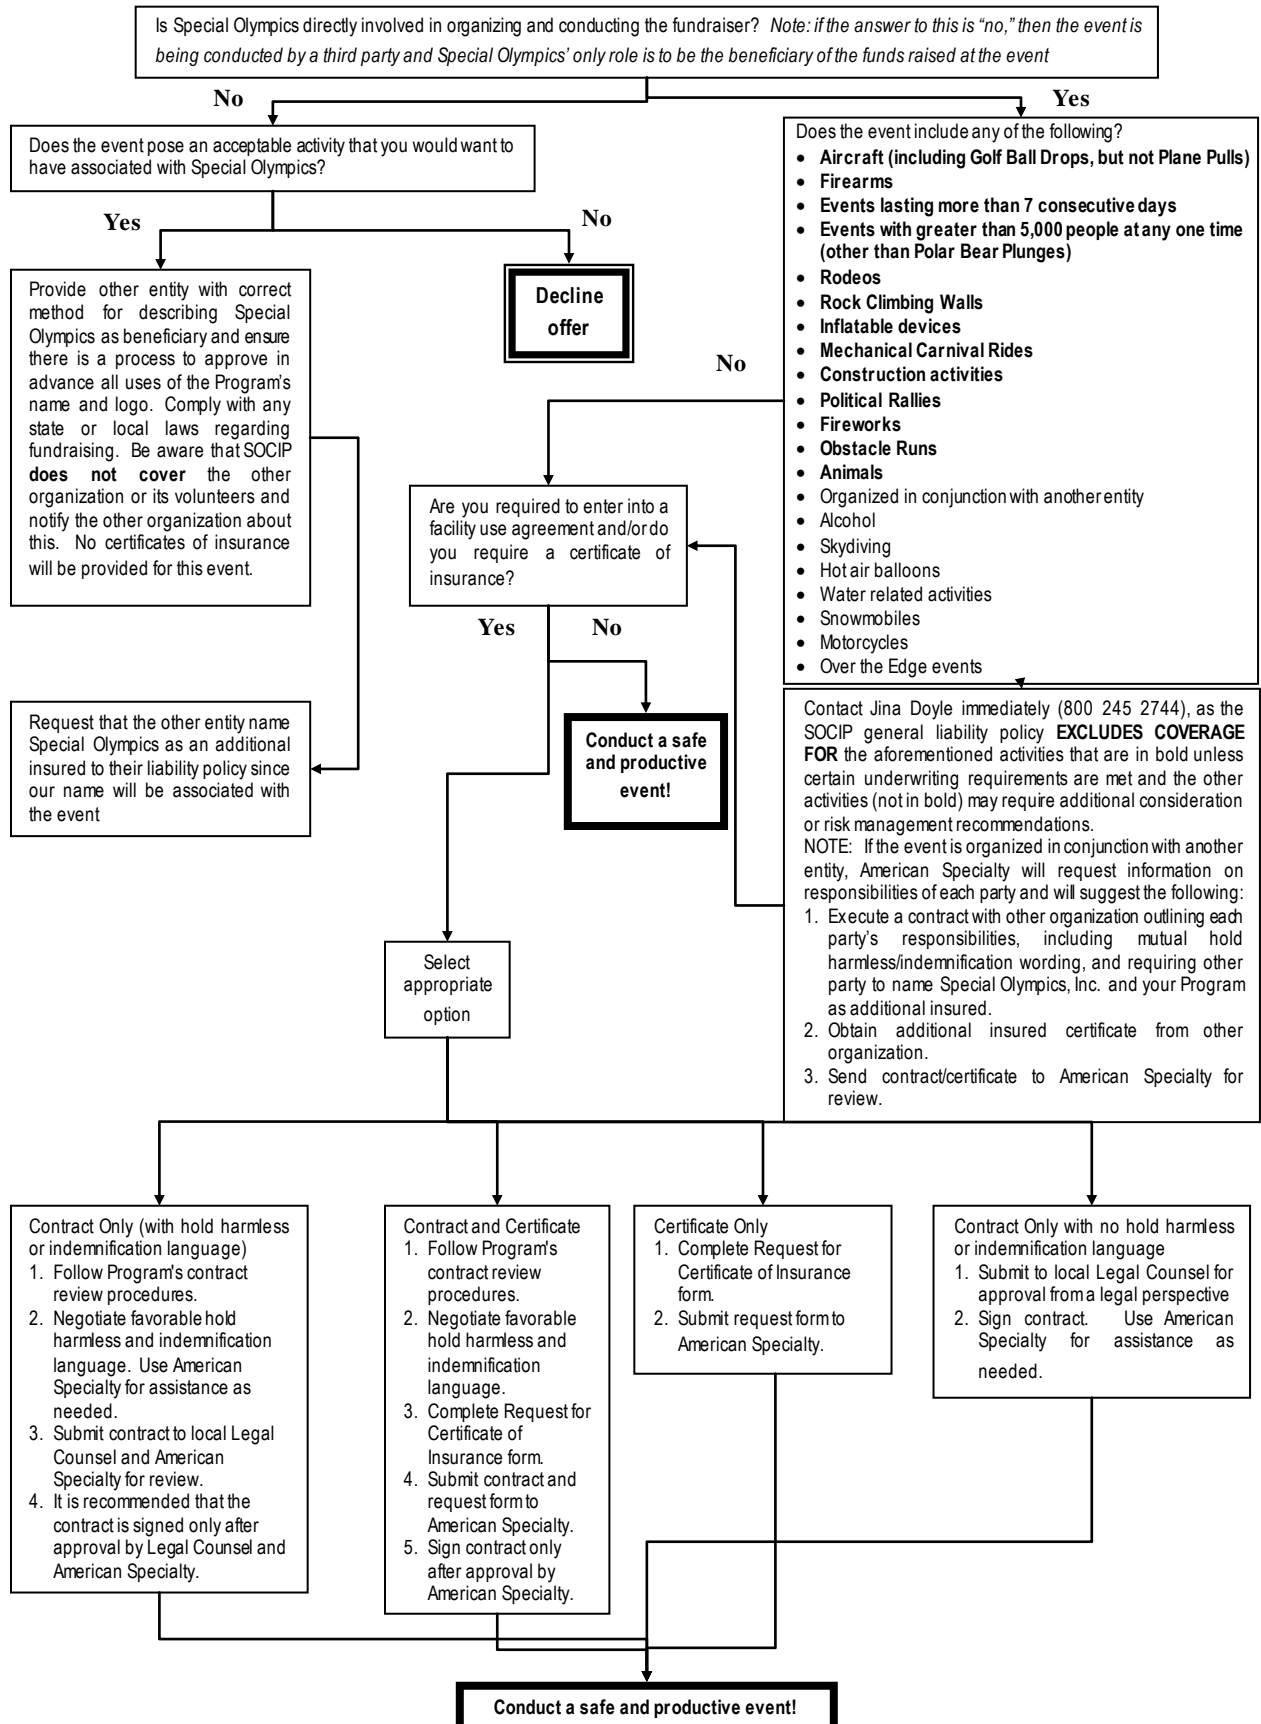 Is Special Olympics directly involved in organizing and conducting the fundraiser? Note: if the answer to this is “no,” then the event is
being conducted by a third party and Special Olympics’ only role is to be the beneficiary of the funds raised at the event
No
Yes
Does the event pose an acceptable activity that you would want to
have associated with Special Olympics?
Yes
No
Decline
offer
Provide other entity with correct
method for describing Special
Olympics as beneficiary and ensure
there is a process to approve in
advance all uses of the Program’s
name and logo. Comply with any
state or local laws regarding
fundraising. Be aware that SOCIP
does not cover the other
organization or its volunteers and
notify the other organization about
this. No certificates of insurance
will be provided for this event.
Request that the other entity name
Special Olympics as an additional
insured to their liability policy since
our name will be associated with
the event
Does the event include any of the following?
• Aircraft (including Golf Ball Drops, but not Plane Pulls)
• Firearms
• Events lasting more than 7 consecutive days
• Events with greater than 5,000 people at any one time
(other than Polar Bear Plunges)
• Rodeos
• Rock Climbing Walls
• Inflatable devices
• Mechanical Carnival Rides
• Construction activities
• Political Rallies
• Fireworks
• Obstacle Runs
• Animals
• Organized in conjunction with another entity
• Alcohol
• Skydiving
• Hot air balloons
• Water related activities
• Snowmobiles
• Motorcycles
• Over the Edge events
No
Contact Jina Doyle immediately (800 245 2744), as the
SOCIP general liability policy EXCLUDES COVERAGE
FOR the aforementioned activities that are in bold unless
certain underwriting requirements are met and the other
activities (not in bold) may require additional consideration
or risk management recommendations.
NOTE: If the event is organized in conjunction with another
entity, American Specialty will request information on
responsibilities of each party and will suggest the following:
1. Execute a contract with other organization outlining each
party’s responsibilities, including mutual hold
harmless/indemnification wording, and requiring other
party to name Special Olympics, Inc. and your Program
as additional insured.
2. Obtain additional insured certificate from other
organization.
3. Send contract/certificate to American Specialty for
review.
Are you required to enter into a
facility use agreement and/or do
you require a certificate of
insurance?
Yes
No
Conduct a safe
and productive
event!
Select
appropriate
option
Contract Only (with hold harmless
or indemnification language)
1. Follow Program's contract
review procedures.
2. Negotiate favorable hold
harmless and indemnification
language. Use American
Specialty for assistance as
needed.
3. Submit contract to local Legal
Counsel and American
Specialty for review.
4. It is recommended that the
contract is signed only after
approval by Legal Counsel and
American Specialty.
Contract and Certificate
1. Follow Program's
contract review
procedures.
2. Negotiate favorable
hold harmless and
indemnification
language.
3. Complete Request for
Certificate of
Insurance form.
4. Submit contract and
request form to
American Specialty.
5. Sign contract only
after approval by
American Specialty.
Certificate Only
1. Complete Request for
Certificate of Insurance
form.
2. Submit request form to
American Specialty.
Contract Only with no hold harmless
or indemnification language
1. Submit to local Legal Counsel for
approval from a legal perspective
2. Sign contract. Use American
Specialty for assistance as
needed.
Conduct a safe and productive event!